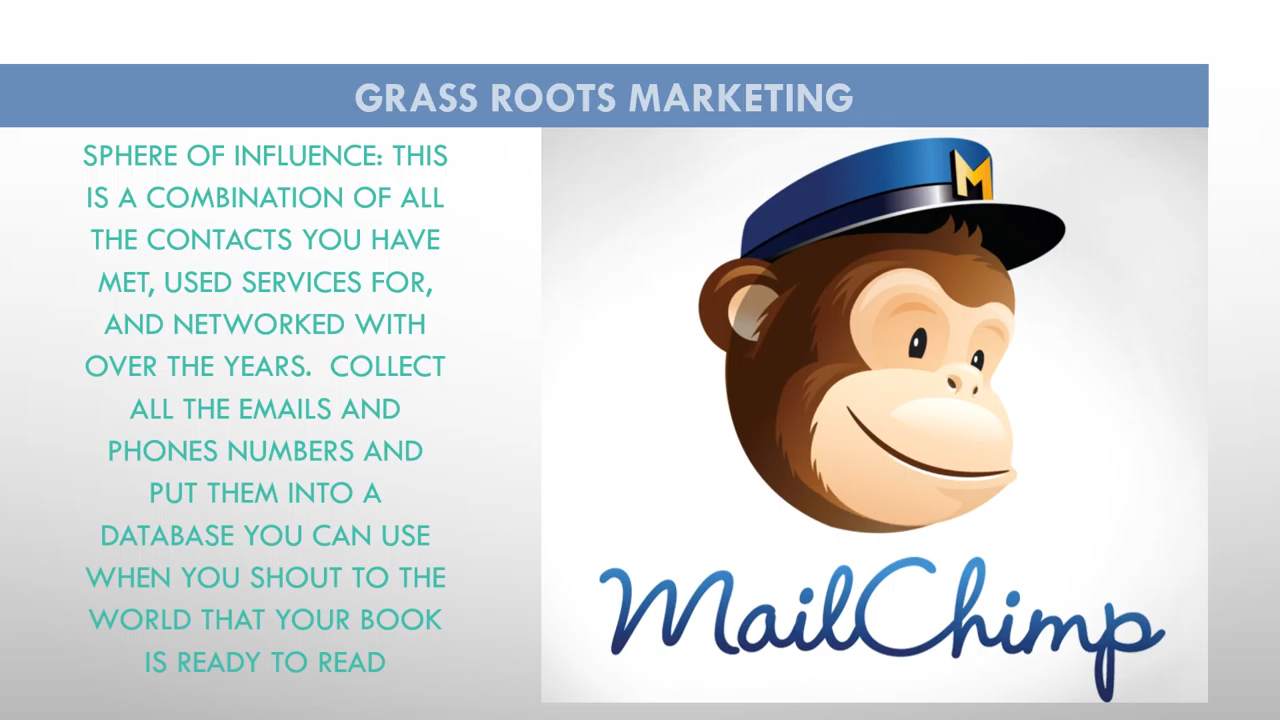 GRASS ROOTS MARKETING
SPHERE OF INFLUENCE: THIS
IS A COMBINATION OF ALL
THE CONTACTS YOU HAVE
MET, USED SERVICES FOR,
AND NETWORKED WITH
OVER THE YEARS.  COLLECT
ALL THE EMAILS AND
PHONES NUMBERS AND
PUT THEM INTO A
DATABASE YOU CAN USE
WHEN YOU SHOUT TO THE
WORLD THAT YOUR BOOK
IS READY TO READ
M
MailChimp